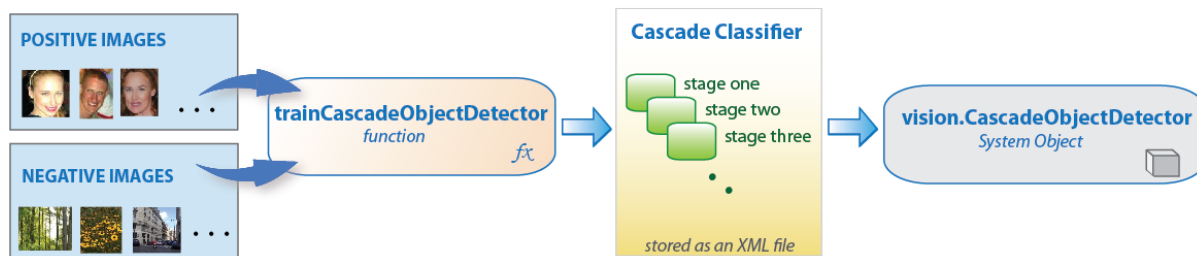 POSITIVE IMAGES
. . .
NEGATIVE IMAGES
. . .
trainCascadeObjectDetector
function
fx
Cascade Classifier
stage one
stage two
stage three
stored as an XML file
vision.CascadeObjectDetector
System Object